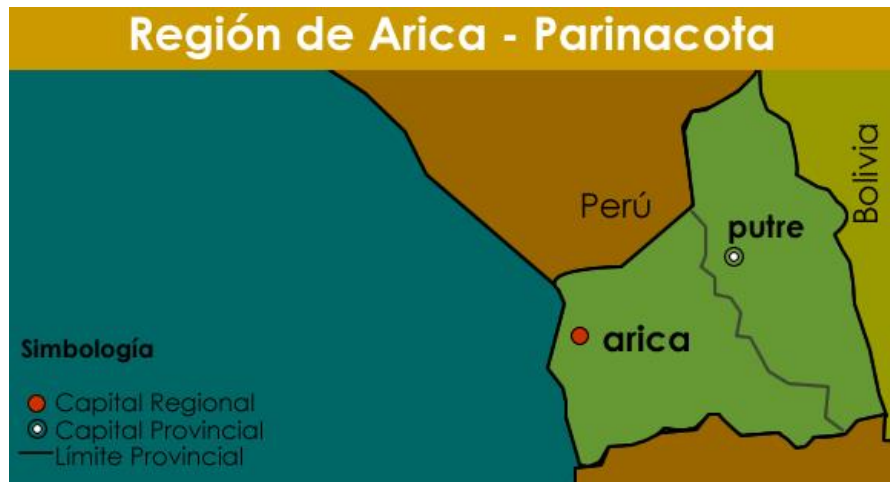 Región de Arica - Parinacota
Perú
Bolivia
putre
arica
Simbología
Capital Regional
Capital Provincial
Límite Provincial